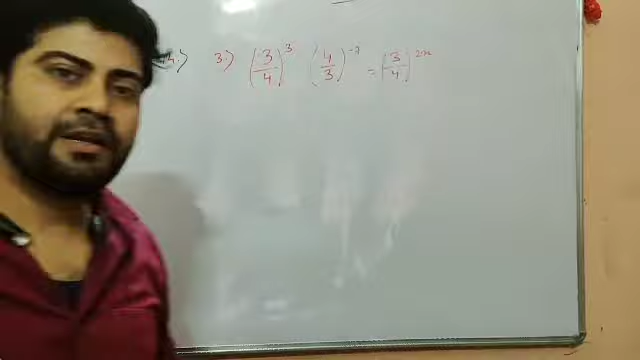 3.) (3/4)^3 (4/3)^-7 = (3/4)^2x